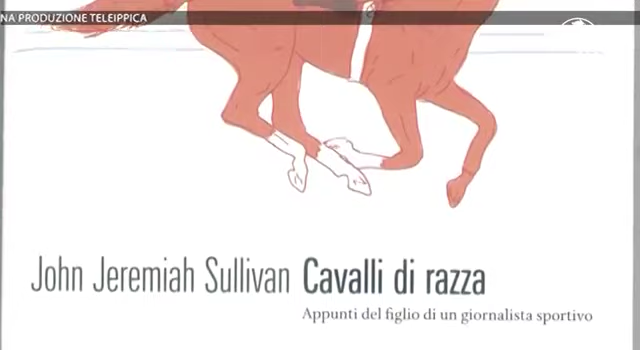 NA PRODUZIONE TELEIPPICA
John Jeremiah Sullivan Cavalli di razza
Appunti del figlio di un giornalista sportivo